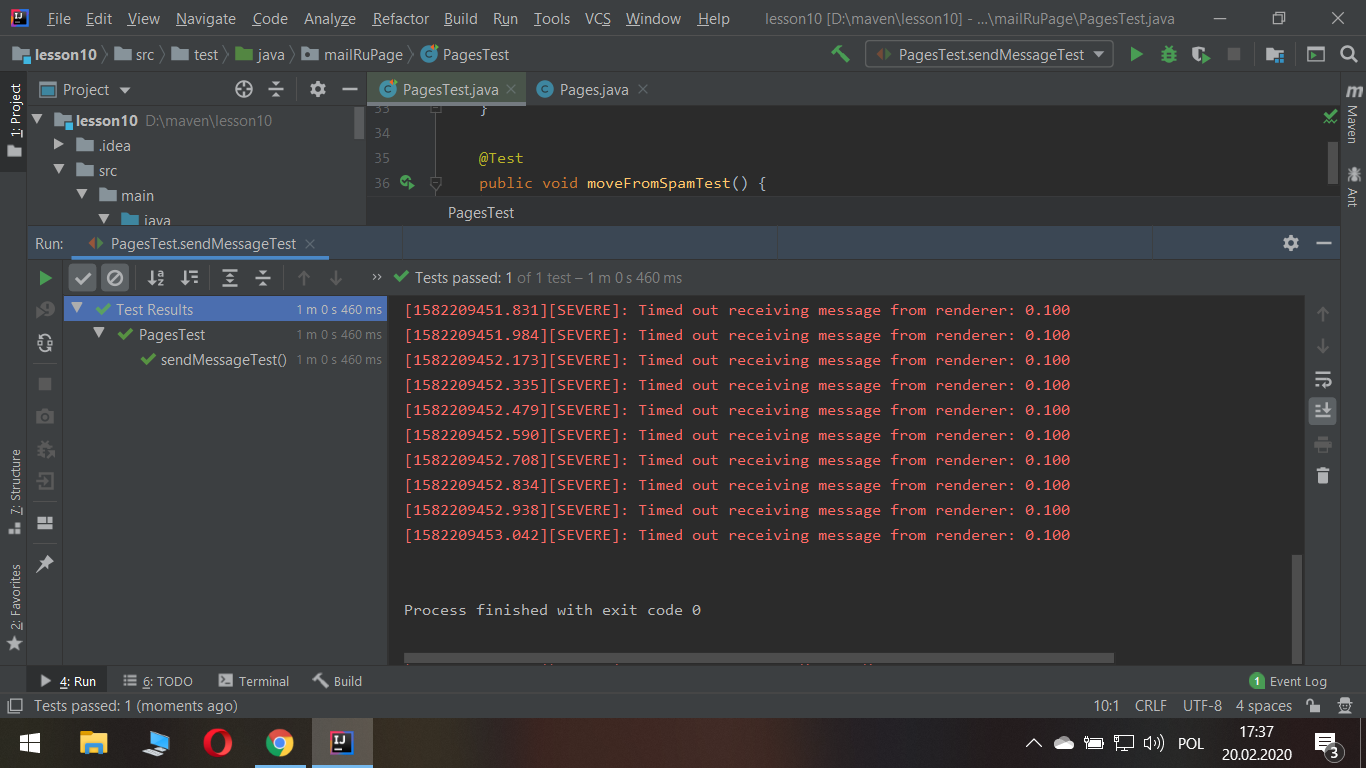 File Edit View Navigate Code Analyze Refactor Build Run Tools VCS Window Help lesson10 [D:\maven\lesson10] - ...\mailRuPage\PagesTest.java
lesson10 src test java mailRuPage PagesTest PagesTest.sendMessageTest
1: Project
Project
PagesTest.java Pages.java
lesson10 D:\maven\lesson10
.idea
src
main
java
33 }
34
35 @Test
36 public void moveFromSpamTest() {
PagesTest
Maven
Ant
Run: PagesTest.sendMessageTest
Tests passed: 1 of 1 test – 1 m 0 s 460 ms
Test Results 1 m 0 s 460 ms
PagesTest 1 m 0 s 460 ms
sendMessageTest() 1 m 0 s 460 ms
[1582209451.831][SEVERE]: Timed out receiving message from renderer: 0.100
[1582209451.984][SEVERE]: Timed out receiving message from renderer: 0.100
[1582209452.173][SEVERE]: Timed out receiving message from renderer: 0.100
[1582209452.335][SEVERE]: Timed out receiving message from renderer: 0.100
[1582209452.479][SEVERE]: Timed out receiving message from renderer: 0.100
[1582209452.590][SEVERE]: Timed out receiving message from renderer: 0.100
[1582209452.708][SEVERE]: Timed out receiving message from renderer: 0.100
[1582209452.834][SEVERE]: Timed out receiving message from renderer: 0.100
[1582209452.938][SEVERE]: Timed out receiving message from renderer: 0.100
[1582209453.042][SEVERE]: Timed out receiving message from renderer: 0.100
Process finished with exit code 0
7: Structure
2: Favorites
4: Run 6: TODO Terminal Build 1 Event Log
Tests passed: 1 (moments ago) 10:1 CRLF UTF-8 4 spaces
POL 17:37
20.02.2020 3